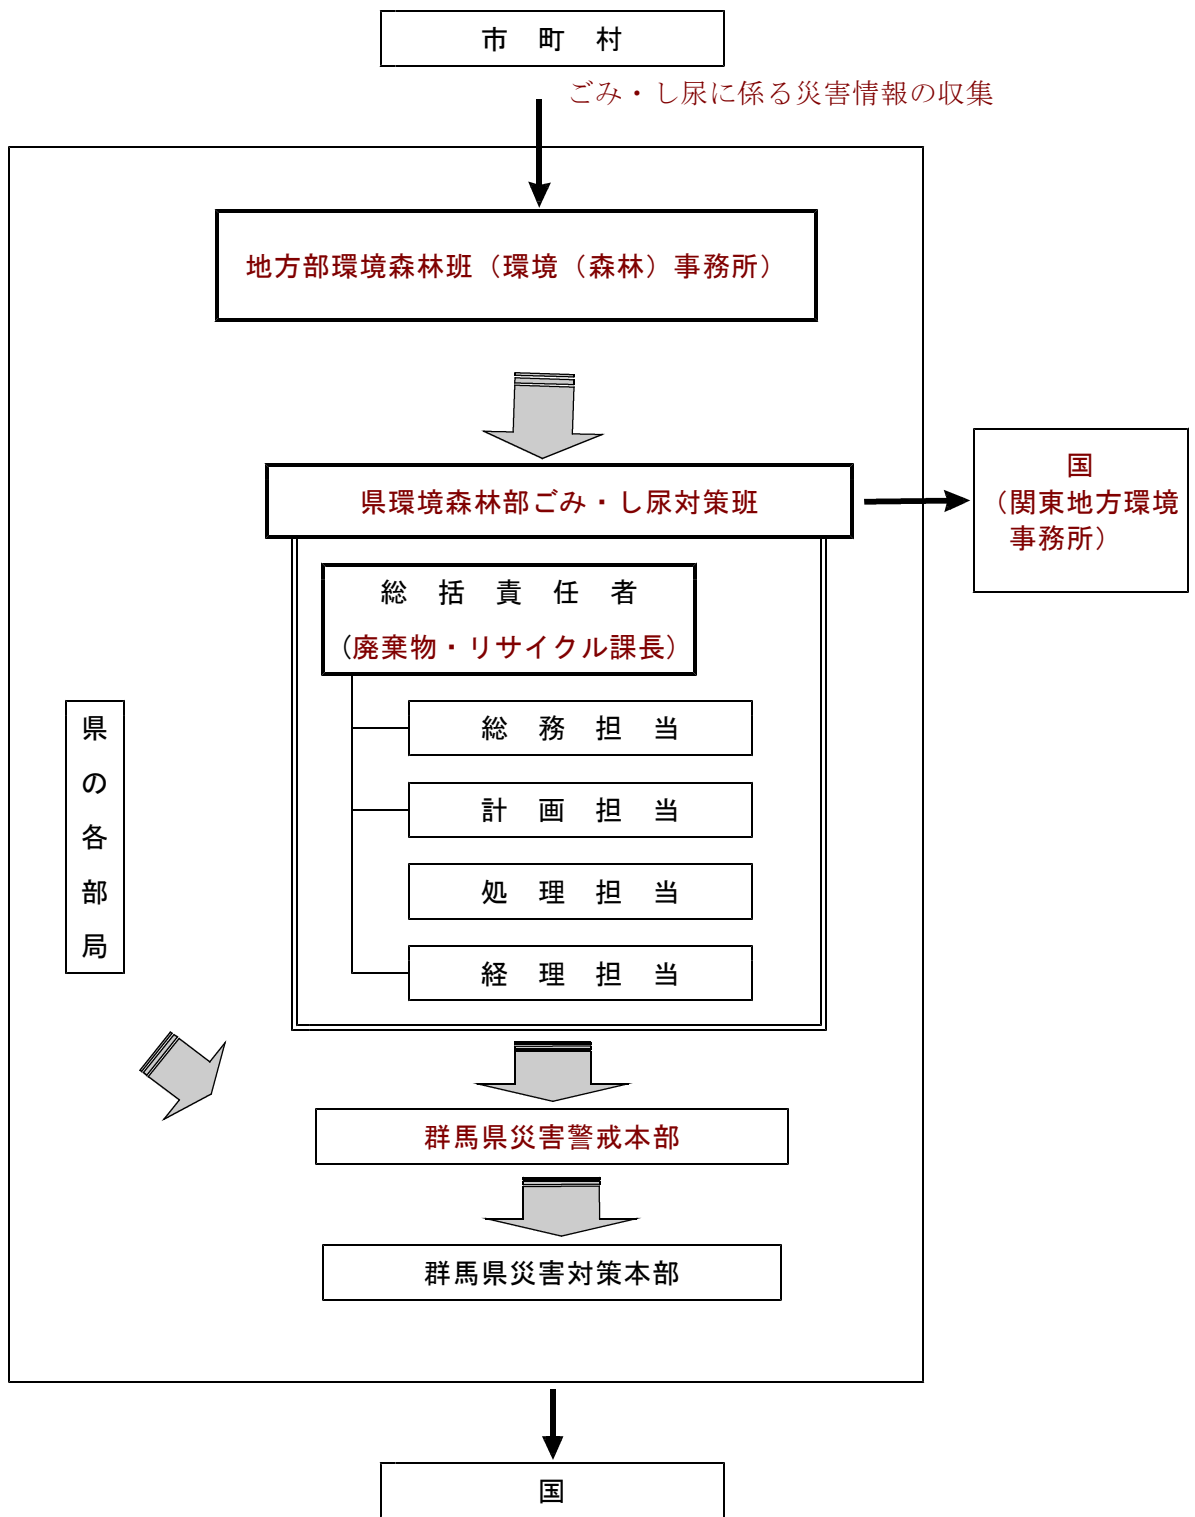 市　町　村
ごみ・し尿に係る災害情報の収集
地方部環境森林班（環境（森林）事務所）
県環境森林部ごみ・し尿対策班
国
（関東地方環境
事務所）
総　括　責　任　者
（廃棄物・リサイクル課長）
総　務　担　当
計　画　担　当
処　理　担　当
経　理　担　当
県の各部局
群馬県災害警戒本部
群馬県災害対策本部
国